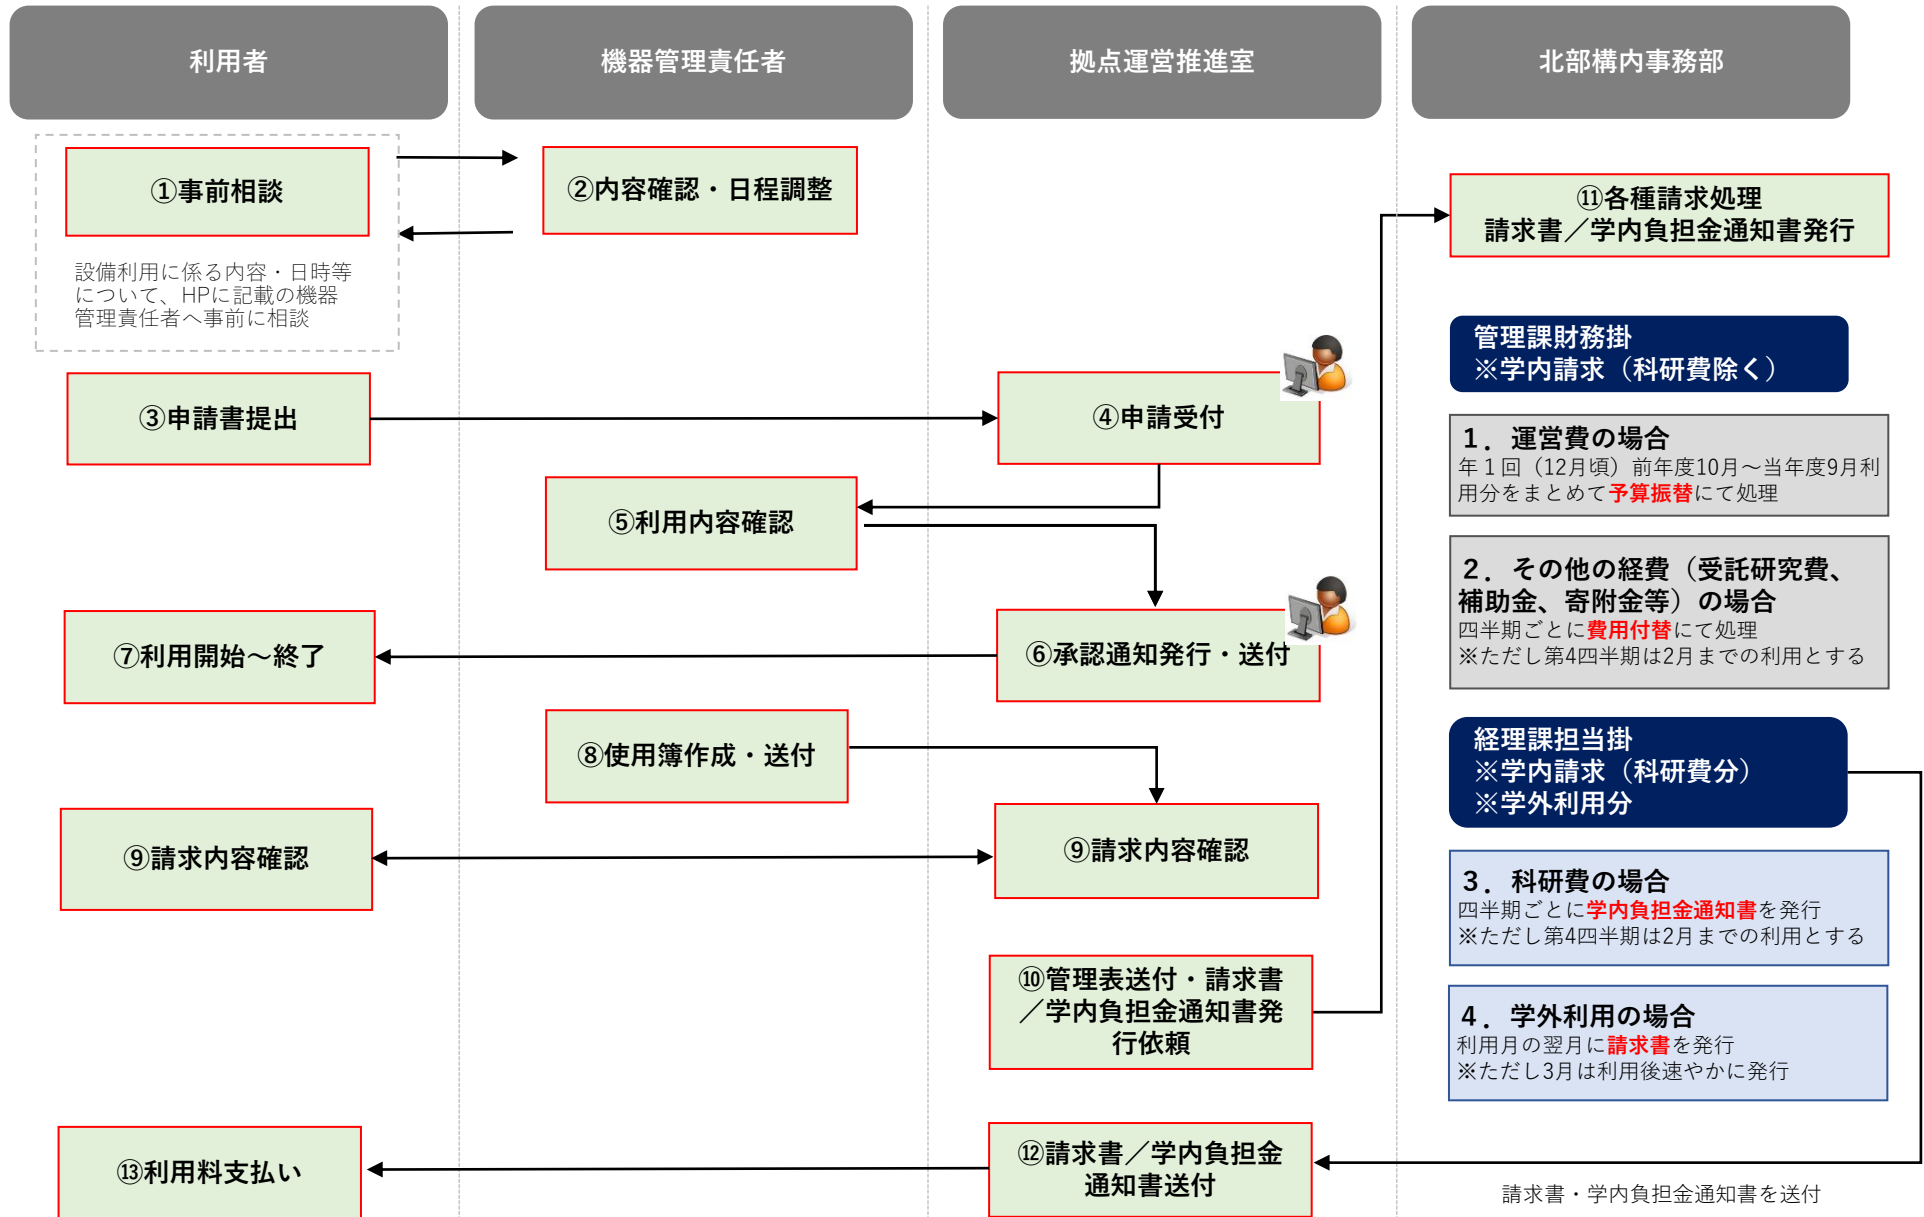 利用者
機器管理責任者
拠点運営推進室
北部構内事務部
①事前相談
設備利用に係る内容・日時等
について、HPに記載の機器
管理責任者へ事前に相談
②内容確認・日程調整
③申請書提出
④申請受付
⑤利用内容確認
⑥承認通知発行・送付
⑦利用開始～終了
⑧使用簿作成・送付
⑨請求内容確認
⑨請求内容確認
⑩管理表送付・請求書
／学内負担金通知書発
行依頼
⑪各種請求処理
請求書／学内負担金通知書発行
管理課財務掛
※学内請求（科研費除く）
１．運営費の場合
年１回（12月頃）前年度10月～当年度9月利
用分をまとめて予算振替にて処理
２．その他の経費（受託研究費、
補助金、寄附金等）の場合
四半期ごとに費用付替にて処理
※ただし第4四半期は2月までの利用とする
経理課担当掛
※学内請求（科研費分）
※学外利用分
３．科研費の場合
四半期ごとに学内負担金通知書を発行
※ただし第4四半期は2月までの利用とする
４．学外利用の場合
利用月の翌月に請求書を発行
※ただし3月は利用後速やかに発行
⑫請求書／学内負担金
通知書送付
請求書・学内負担金通知書を送付
⑬利用料支払い